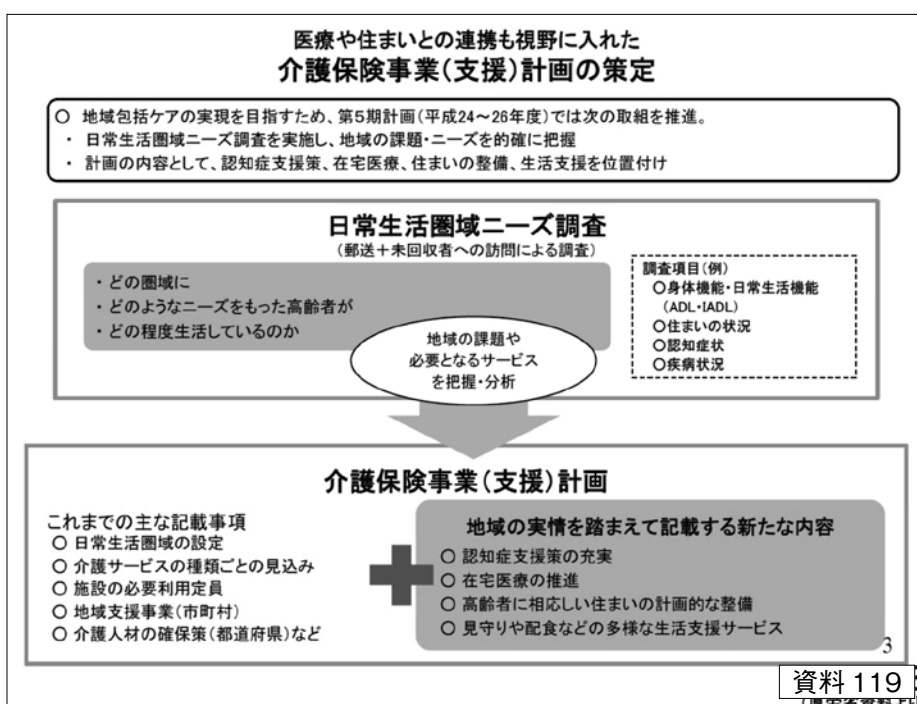 医療や住まいとの連携も視野に入れた
介護保険事業(支援)計画の策定
○ 地域包括ケアの実現を目指すため、第5期計画(平成24~26年度)では次の取組を推進。
・ 日常生活圏域ニーズ調査を実施し、地域の課題・ニーズを的確に把握
・ 計画の内容として、認知症支援策、在宅医療、住まいの整備、生活支援を位置付け
日常生活圏域ニーズ調査
(郵送+未回収者への訪問による調査)
・どの圏域に
・どのようなニーズをもった高齢者が
・どの程度生活しているのか
調査項目(例)
○身体機能・日常生活機能
(ADL・IADL)
○住まいの状況
○認知症状
○疾病状況
地域の課題や
必要となるサービス
を把握・分析
介護保険事業(支援)計画
これまでの主な記載事項
○ 日常生活圏域の設定
○ 介護サービスの種類ごとの見込み
○ 施設の必要利用定員
○ 地域支援事業(市町村)
○ 介護人材の確保策(都道府県)など
地域の実情を踏まえて記載する新たな内容
○ 認知症支援策の充実
○ 在宅医療の推進
○ 高齢者に相応しい住まいの計画的な整備
○ 見守りや配食などの多様な生活支援サービス
3
資料 119